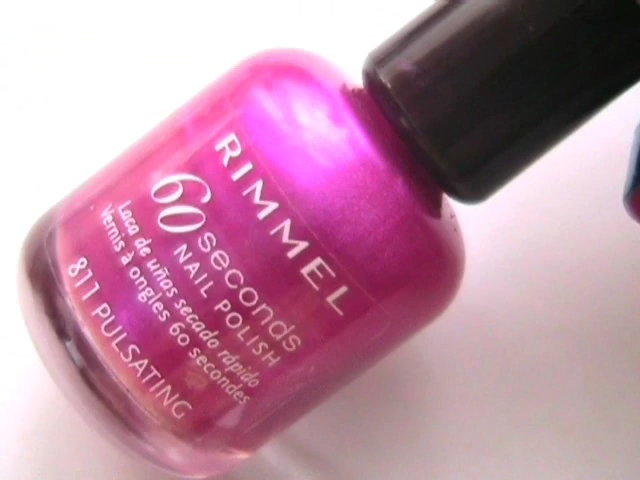 RIMMEL
60 seconds
NAIL POLISH
Laca de uñas secado rápido
Vernis à ongles 60 secondes
811 PULSATING